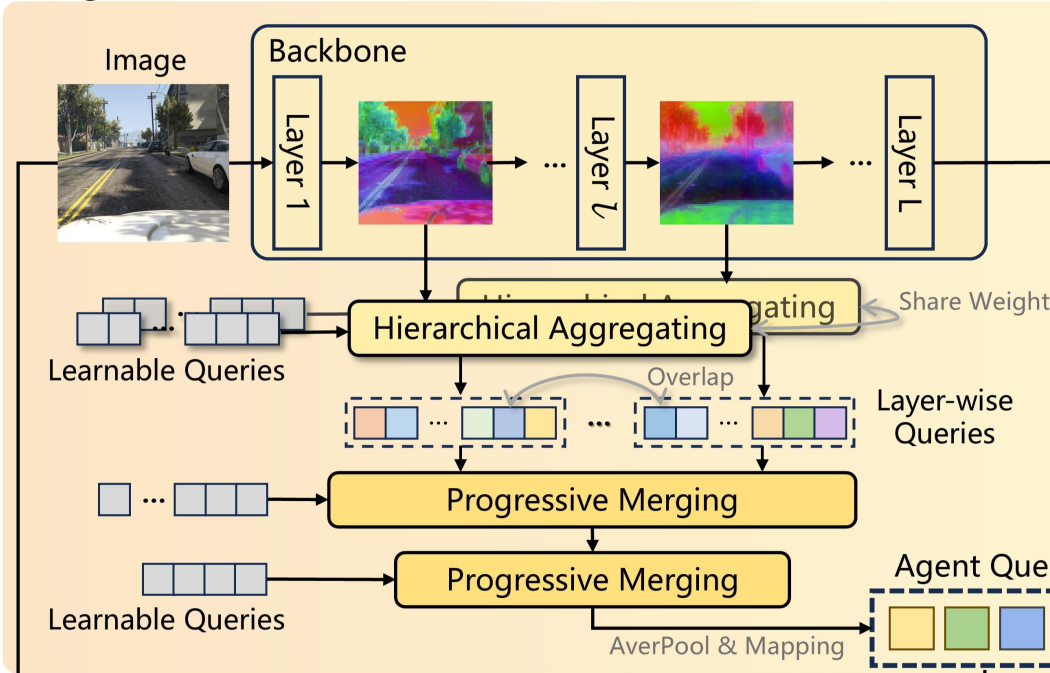 Image
Backbone
Layer 1
...
Layer l
...
Layer L
Hierarchical Aggregating
gating
Share Weight
...
Learnable Queries
Overlap
...
...
...
Layer-wise
Queries
...
Progressive Merging
Progressive Merging
Learnable Queries
Agent Que
AverPool & Mapping